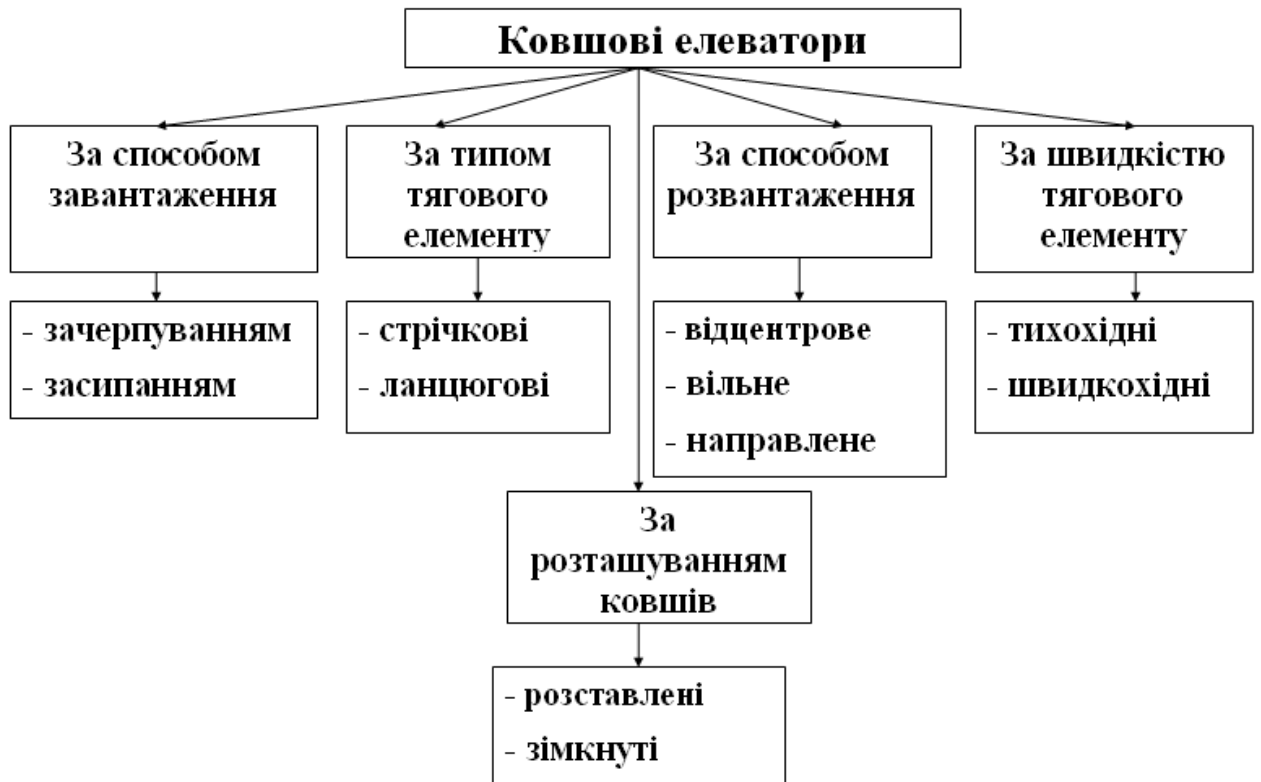 Ковшові елеватори
За способом
завантаження
- зачерпуванням
- засипанням
За типом
тягового
елементу
- стрічкові
- ланцюгові
За способом
розвантаження
- відцентрове
- вільне
- направлене
За швидкістю
тягового
елементу
- тихохідні
- швидкохідні
За
розташуванням
ковшів
- розставлені
- зімкнуті